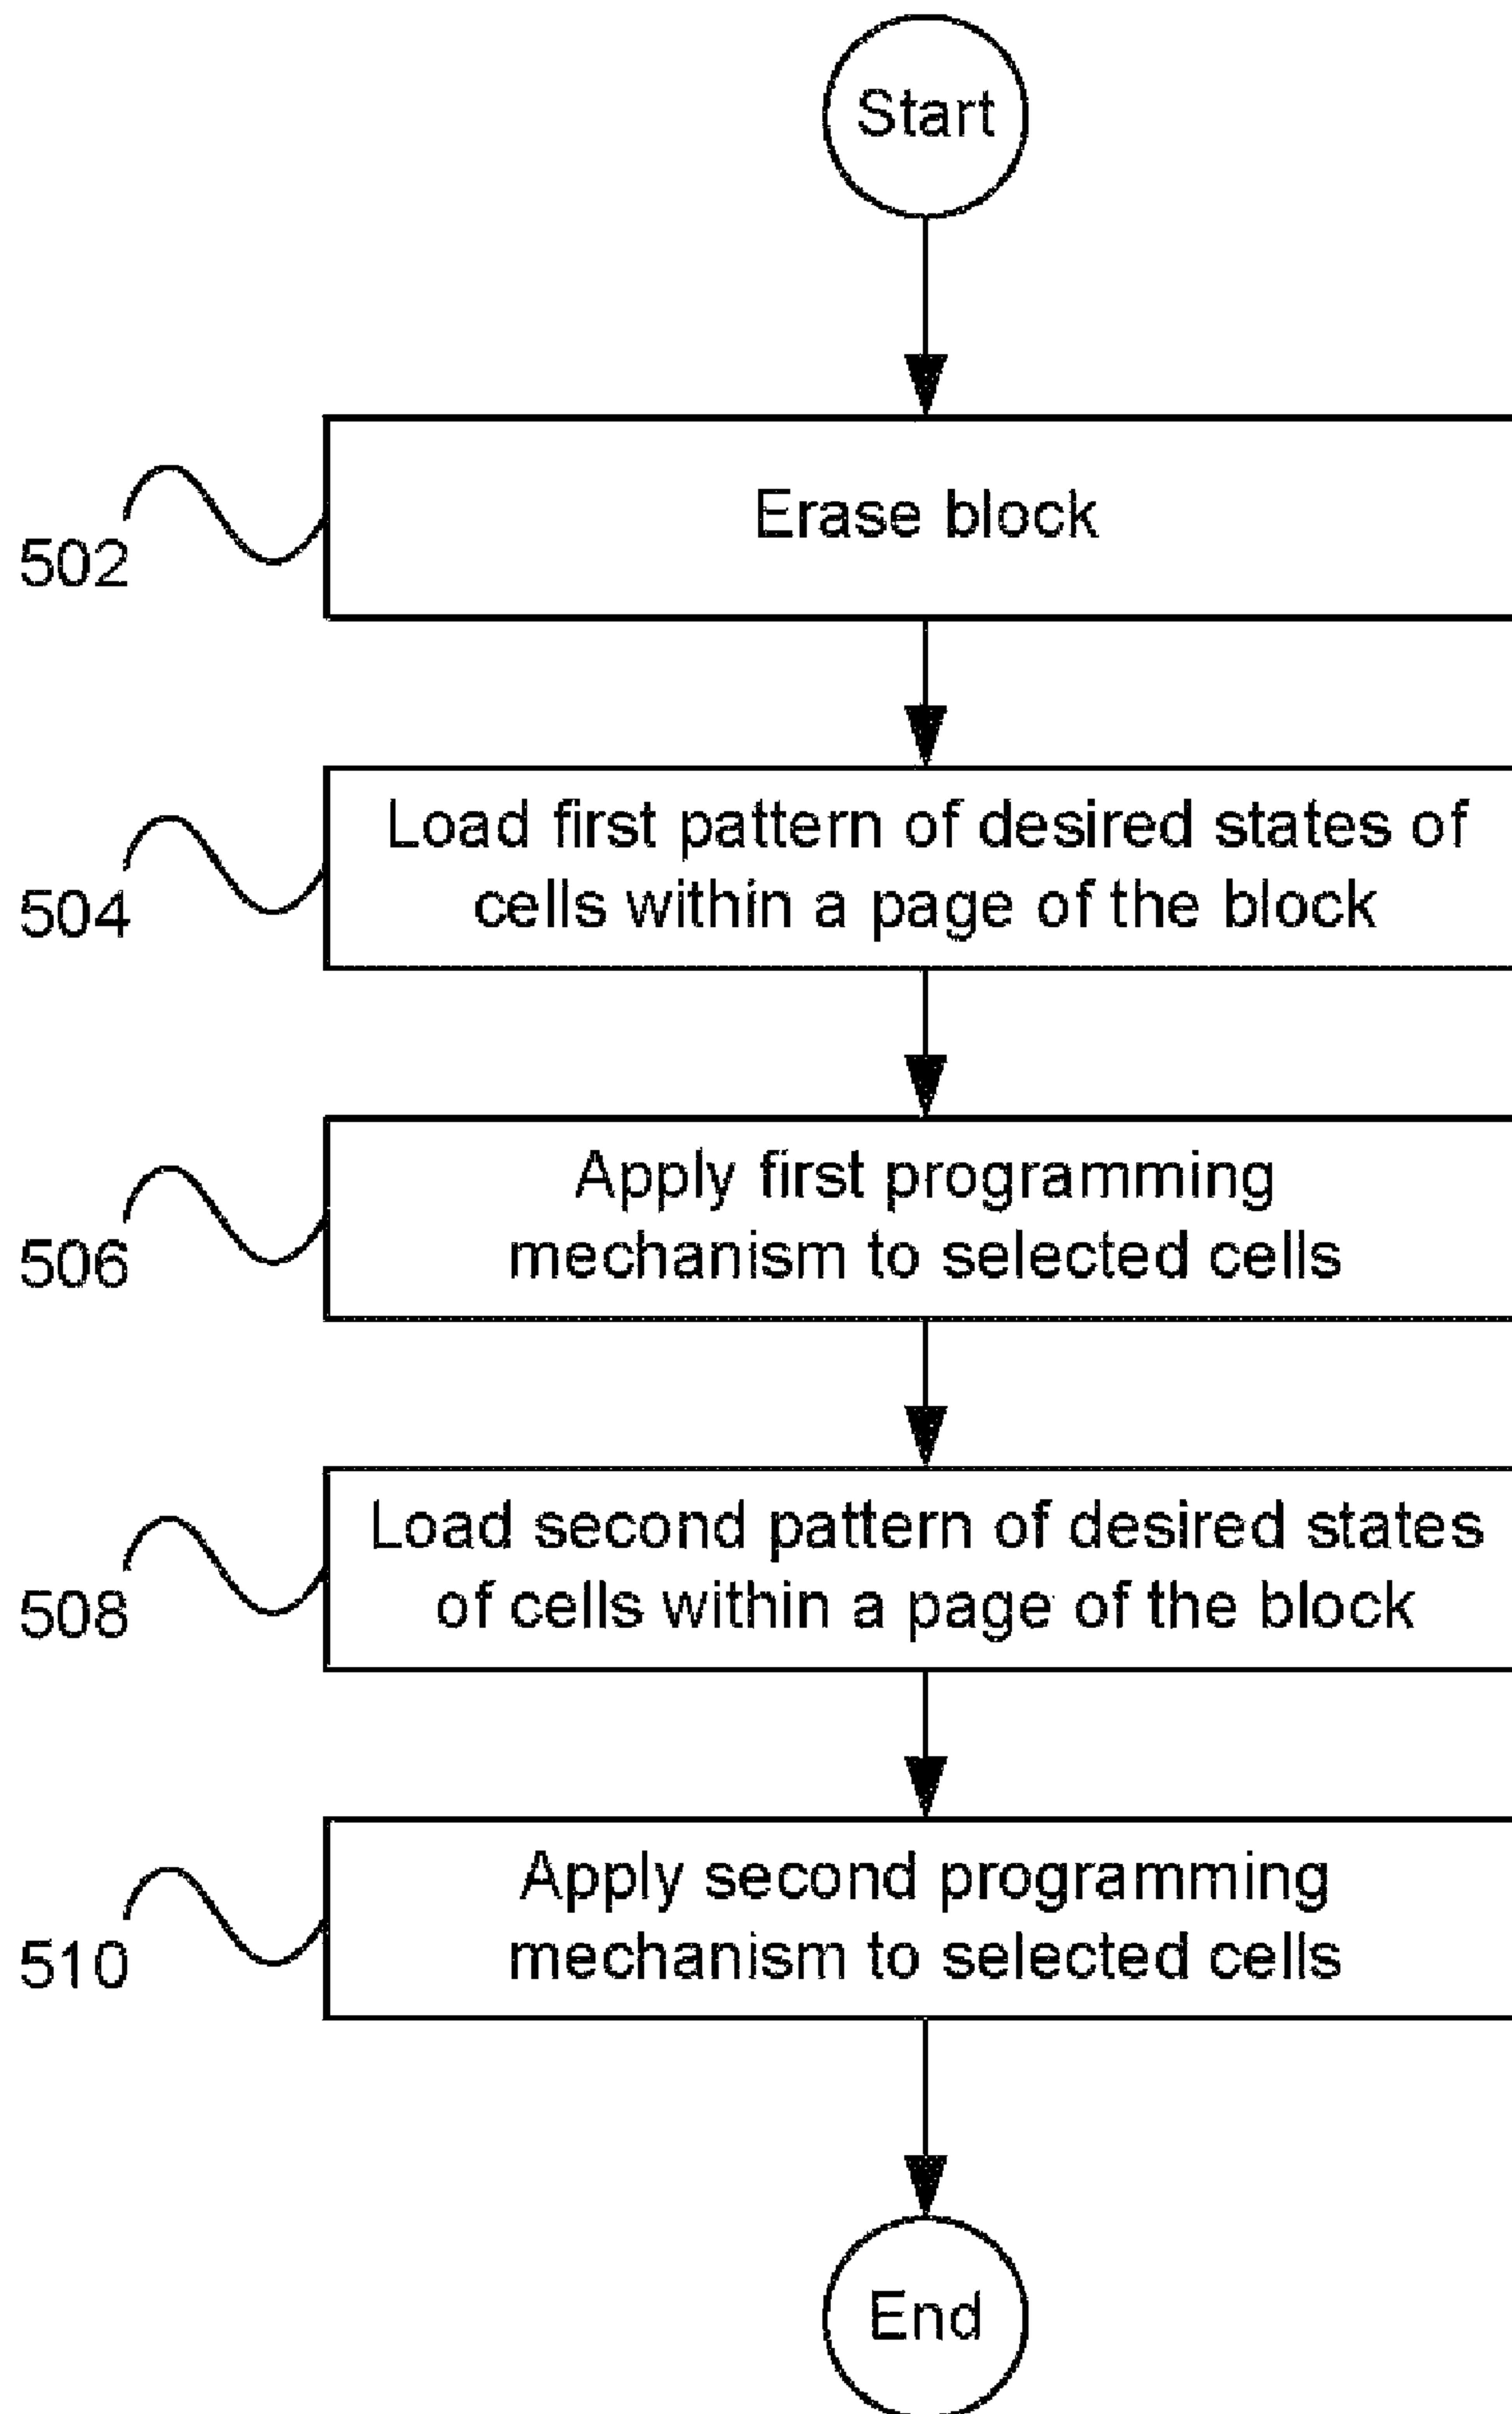 Start
Erase block
502
Load first pattern of desired states of
cells within a page of the block
504
Apply first programming
mechanism to selected cells
506
Load second pattern of desired states
of cells within a page of the block
508
Apply second programming
mechanism to selected cells
510
End